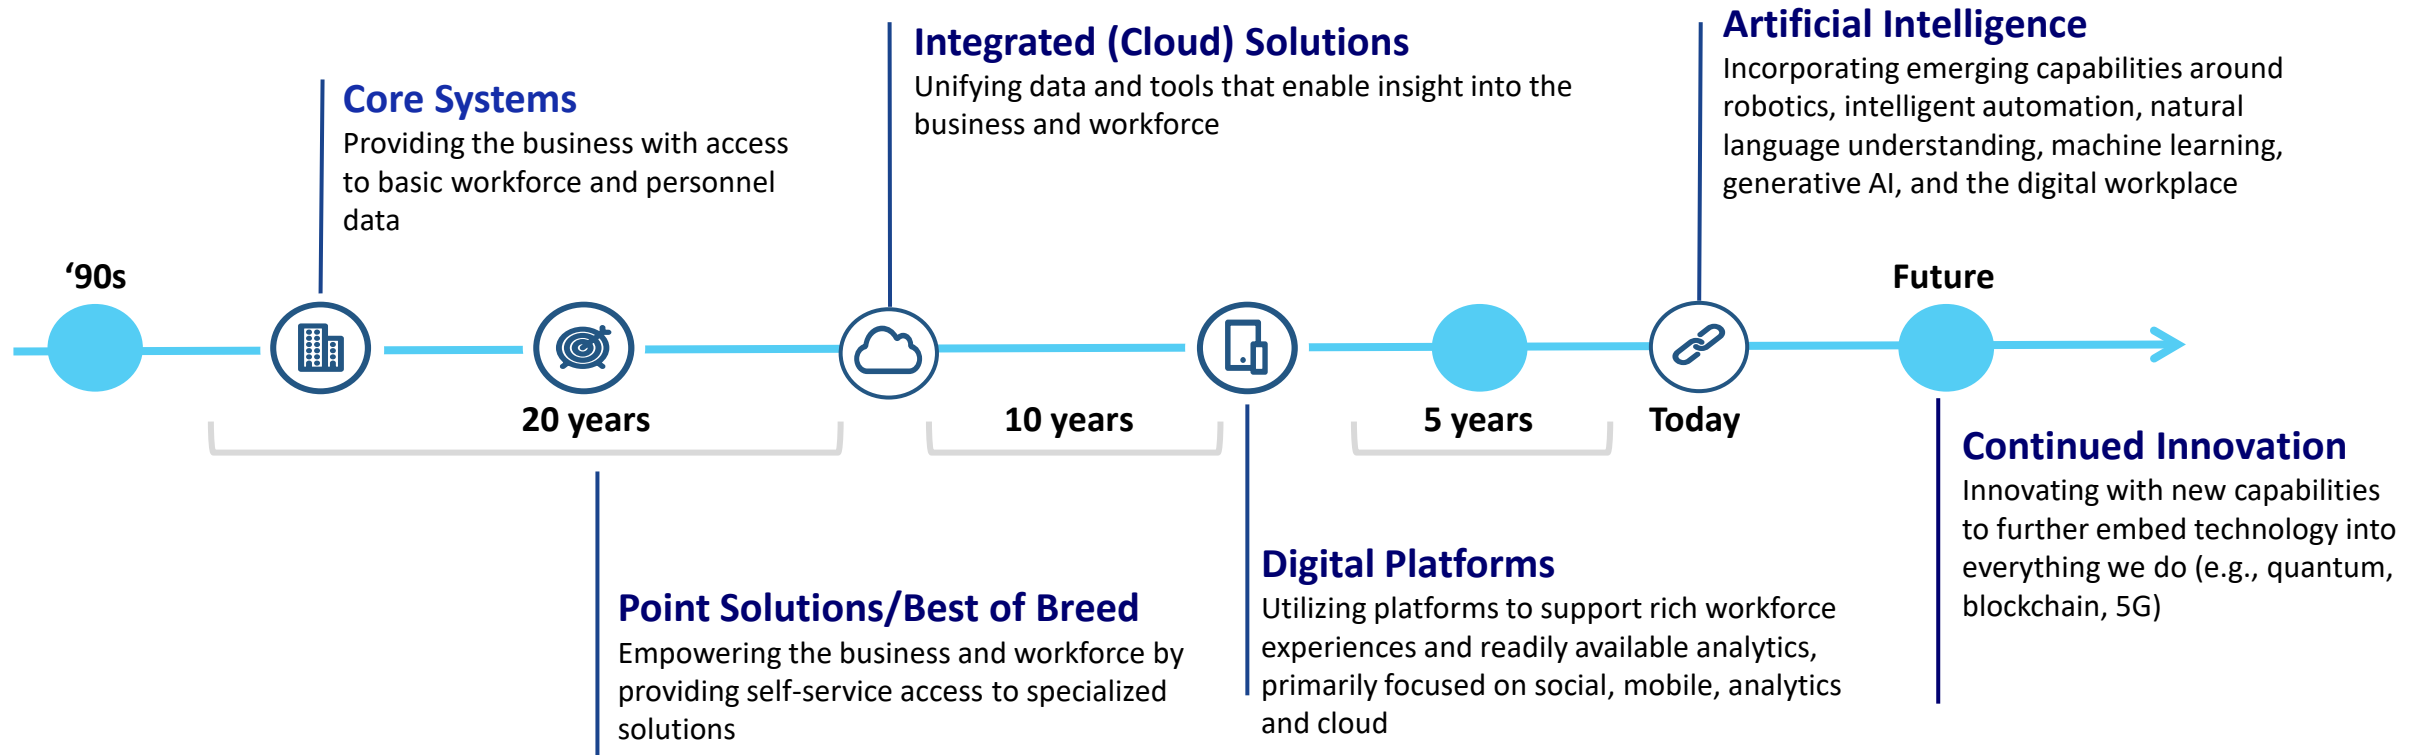 ‘90s
Core Systems
Providing the business with access
to basic workforce and personnel
data
20 years
Point Solutions/Best of Breed
Empowering the business and workforce by
providing self-service access to specialized
solutions
Integrated (Cloud) Solutions
Unifying data and tools that enable insight into the
business and workforce
10 years
Digital Platforms
Utilizing platforms to support rich workforce
experiences and readily available analytics,
primarily focused on social, mobile, analytics
and cloud
5 years
Artificial Intelligence
Incorporating emerging capabilities around
robotics, intelligent automation, natural
language understanding, machine learning,
generative AI, and the digital workplace
Today
Future
Continued Innovation
Innovating with new capabilities
to further embed technology into
everything we do (e.g., quantum,
blockchain, 5G)